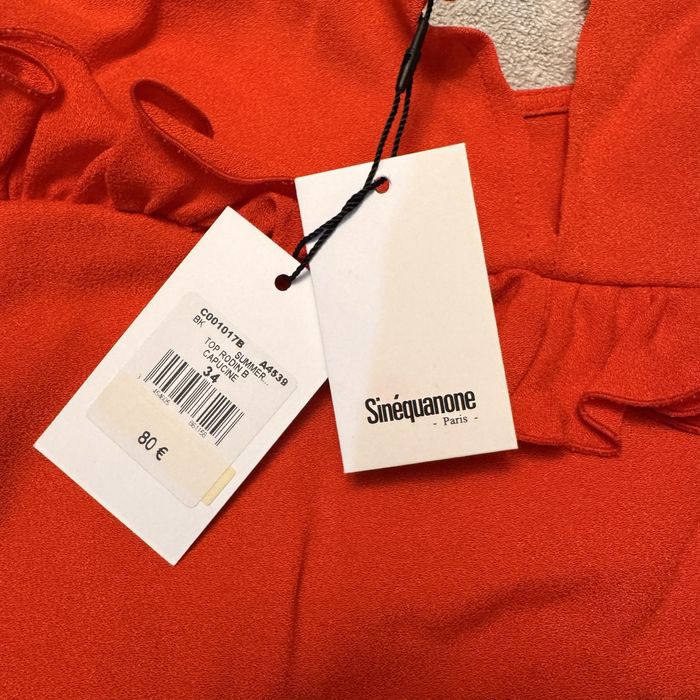 C001017B A4539
BK SUMMER...
TOP RODIN B
CAPUCINE
34
80 €
Sinéquanone
- Paris -